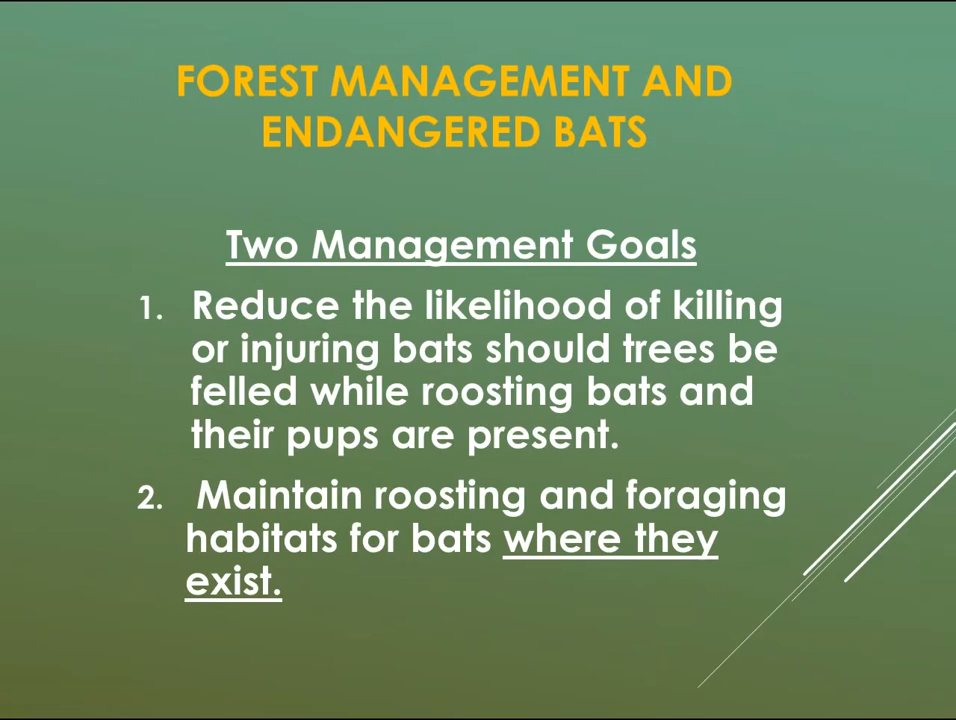 FOREST MANAGEMENT AND
ENDANGERED BATS
Two Management Goals
1. Reduce the likelihood of killing
or injuring bats should trees be
felled while roosting bats and
their pups are present.
2. Maintain roosting and foraging
habitats for bats where they
exist.